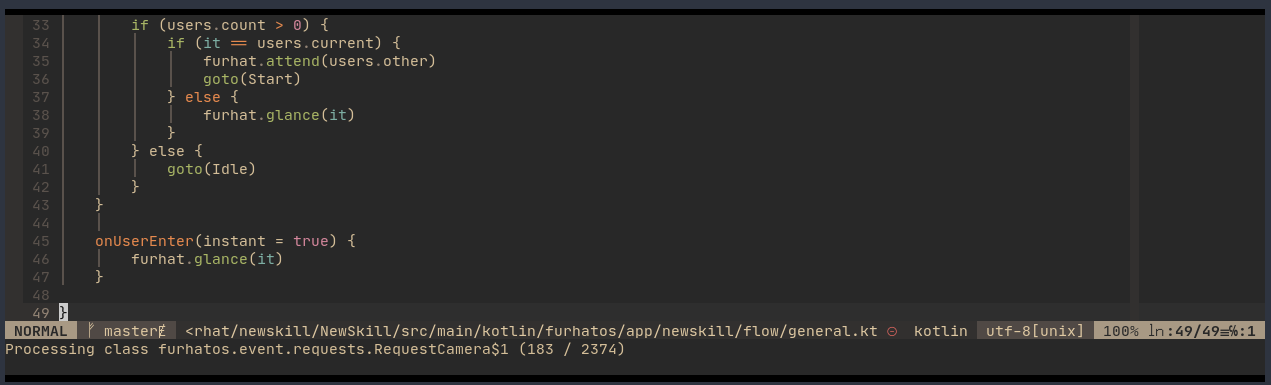 33 if (users.count > 0) {
34 if (it == users.current) {
35 furhat.attend(users.other)
36 goto(Start)
37 } else {
38 furhat.glance(it)
39 }
40 } else {
41 goto(Idle)
42 }
43 }
44
45 onUserEnter(instant = true) {
46 furhat.glance(it)
47 }
48
49 }
NORMAL master <rhat/newskill/NewSkill/src/main/kotlin/furhatos/app/newskill/flow/general.kt ⊝ kotlin utf-8[unix] 100% ln:49/49≡℅:1
Processing class furhatos.event.requests.RequestCamera$1 (183 / 2374)